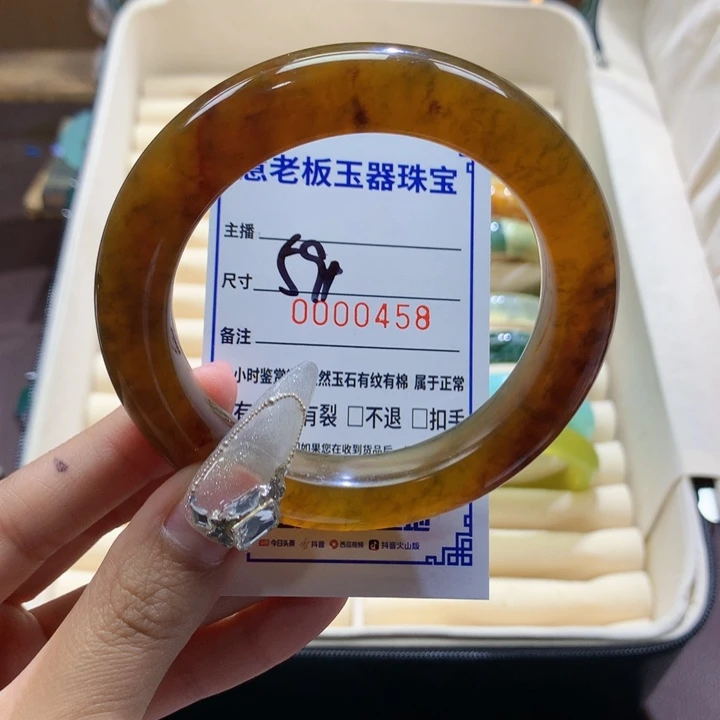 老板玉器珠宝
主播
尺寸 59
0000458
备注
小时鉴赏 然玉石有纹有棉 属于正常
有 有裂 □不退 □扣手
如果您在收到货品后
今日头条 抖音 西瓜视频 抖音火山版